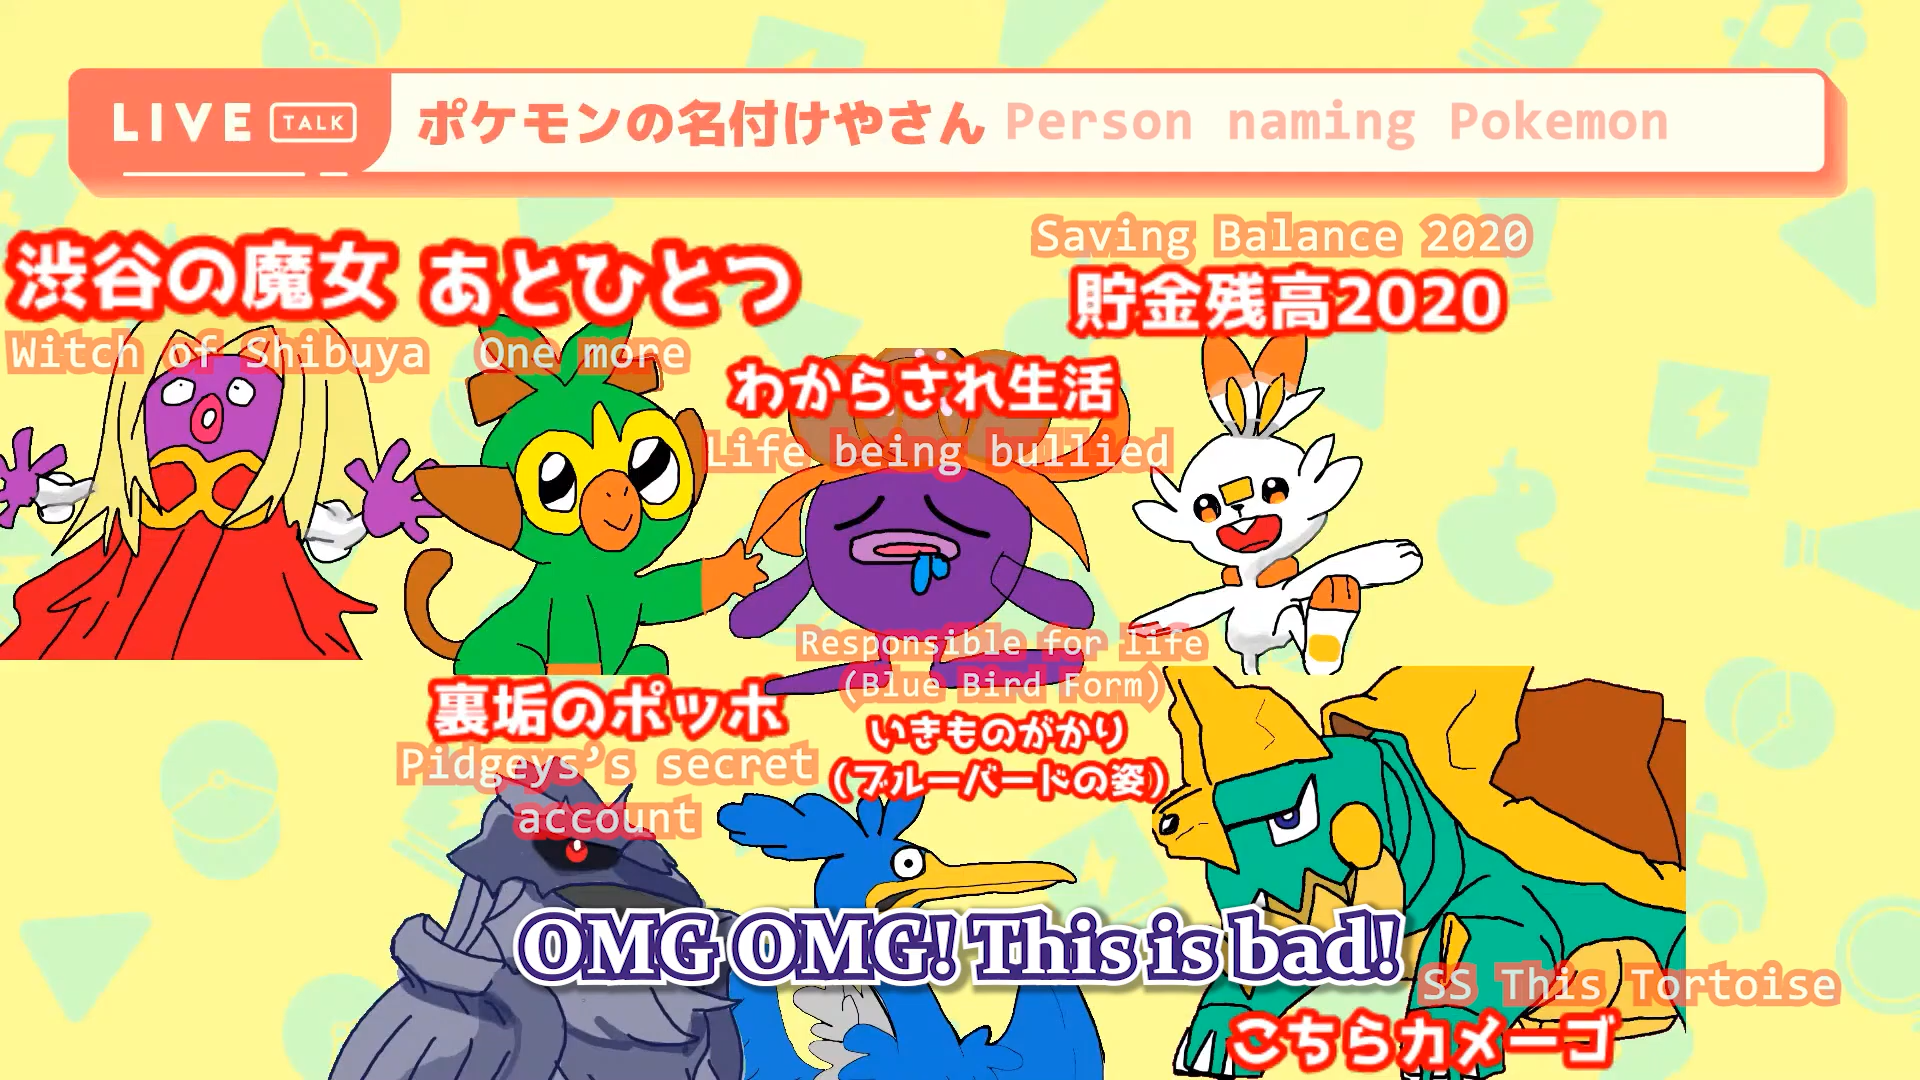 LIVE TALK ポケモンの名付けやさん Person naming Pokemon
渋谷の魔女
Witch of Shibuya
あとひとつ
One more
わからされ生活
Life being bullied
Saving Balance 2020
貯金残高2020
裏垢のポッポ
Pidgeys's secret
account
Responsible for life
(Blue Bird Form)
いきものがかり
(ブルーバードの姿)
SS This Tortoise
こちらカメーゴ
OMG OMG! This is bad!